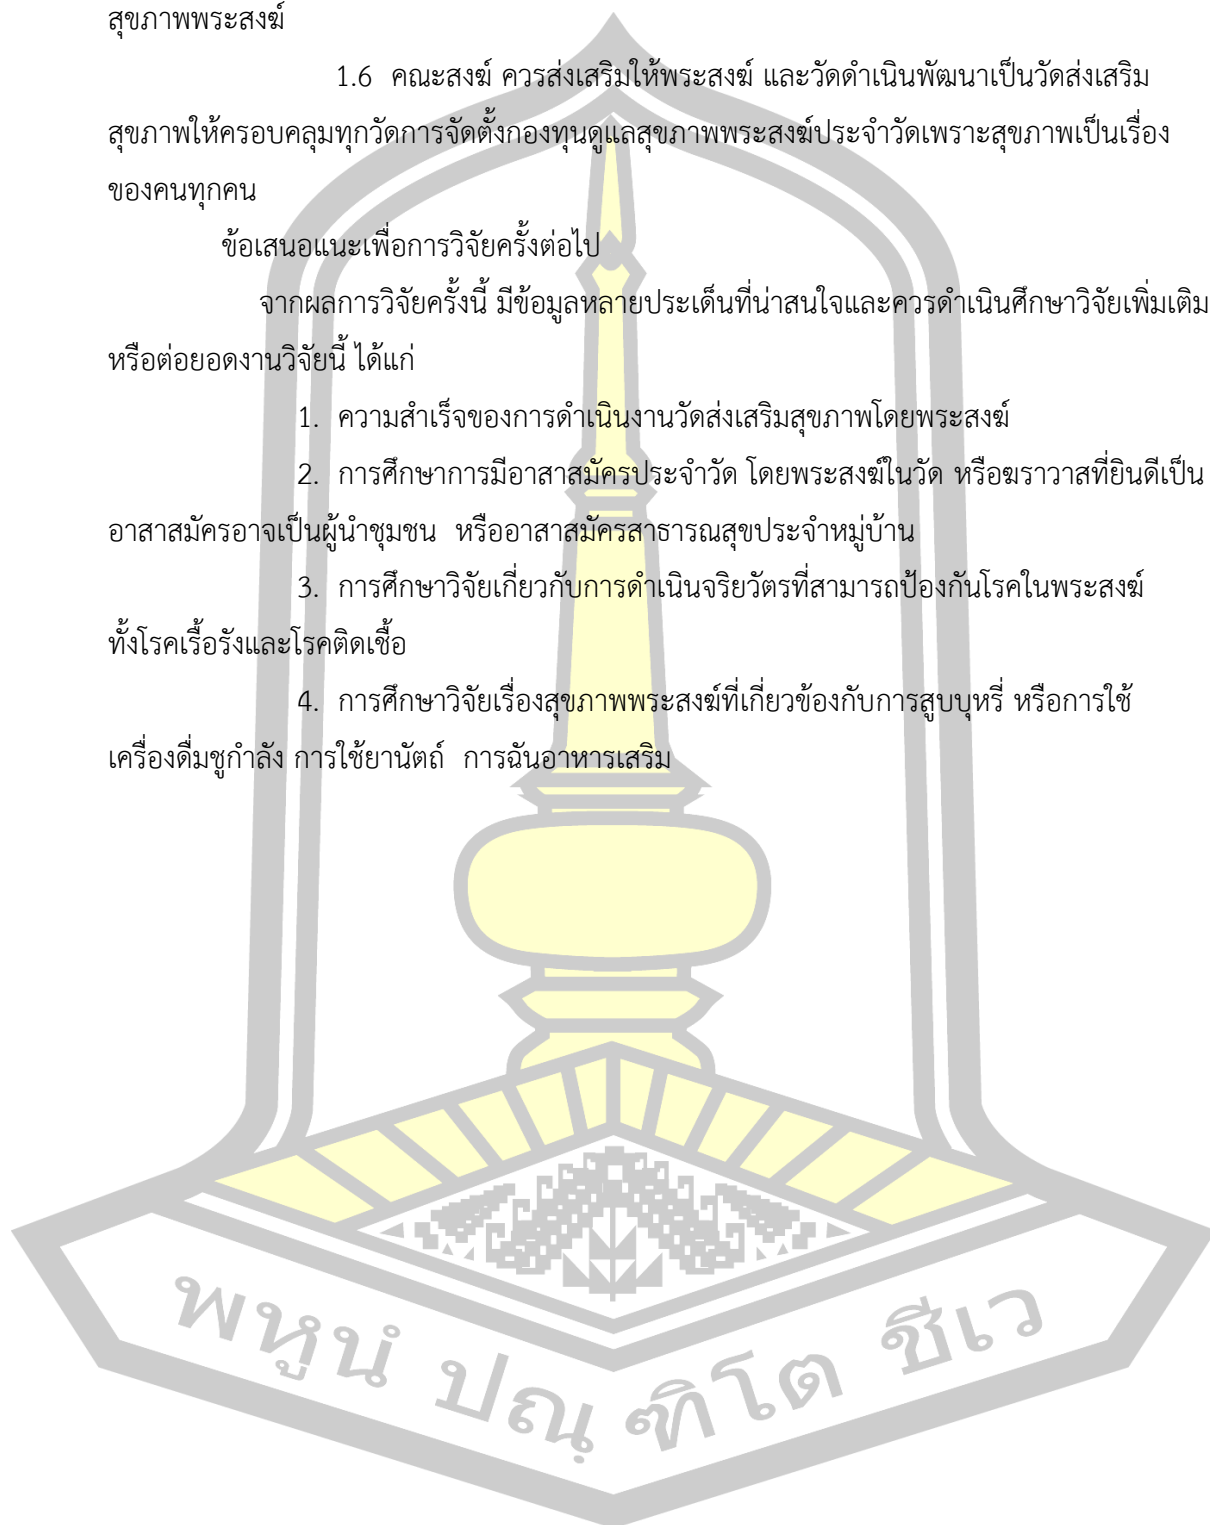 สุขภาพพระสงฆ์
1.6 คณะสงฆ์ ควรส่งเสริมให้พระสงฆ์ และวัดดำเนินพัฒนาเป็นวัดส่งเสริม
สุขภาพให้ครอบคลุมทุกวัดการจัดตั้งกองทุนดูแลสุขภาพพระสงฆ์ประจำวัดเพราะสุขภาพเป็นเรื่อง
ของคนทุกคน
ข้อเสนอแนะเพื่อการวิจัยครั้งต่อไป
จากผลการวิจัยครั้งนี้ มีข้อมูลหลายประเด็นที่น่าสนใจและควรดำเนินศึกษาวิจัยเพิ่มเติม
หรือต่อยอดงานวิจัยนี้ ได้แก่
1. ความสำเร็จของการดำเนินงานวัดส่งเสริมสุขภาพโดยพระสงฆ์
2. การศึกษาการมีอาสาสมัครประจำวัด โดยพระสงฆ์ในวัด หรือฆราวาสที่ยินดีเป็น
อาสาสมัครอาจเป็นผู้นำชุมชน หรืออาสาสมัครสาธารณสุขประจำหมู่บ้าน
3. การศึกษาวิจัยเกี่ยวกับการดำเนินจริยวัตรที่สามารถป้องกันโรคในพระสงฆ์
ทั้งโรคเรื้อรังและโรคติดเชื้อ
4. การศึกษาวิจัยเรื่องสุขภาพพระสงฆ์ที่เกี่ยวข้องกับการสูบบุหรี่ หรือการใช้
เครื่องดื่มชูกำลัง การใช้ยานัตถ์ การฉันอาหารเสริม
พหูนํ ปณฺ ฑิโต ชีเว